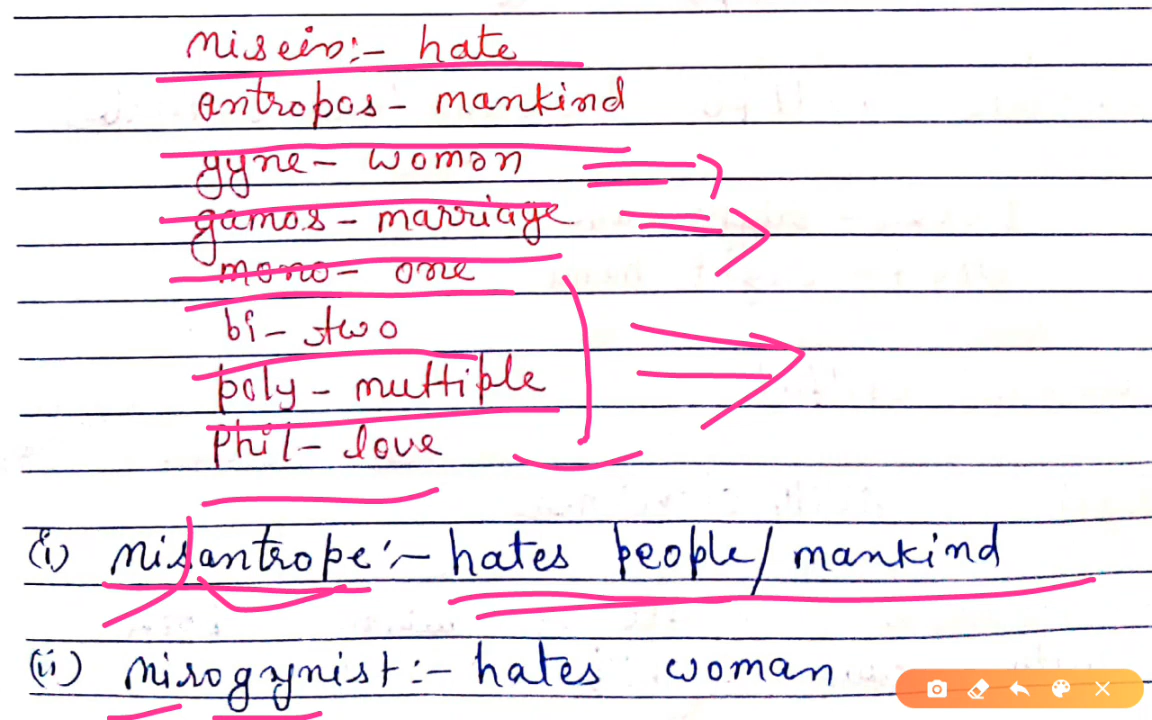 misein:- hate
antropos - mankind
gyne - woman
gamos - marriage
mono - one
bi - two
poly - multiple
Phil - love
(i) misantrope :- hates people/mankind
(ii) misogynist :- hates woman